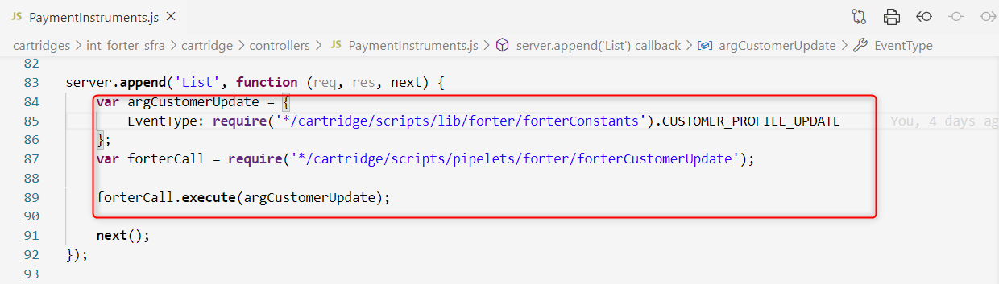 JS PaymentInstruments.js ×
cartridges > int_forter_sfra > cartridge > controllers > JS PaymentInstruments.js > server.append('List') callback > argCustomerUpdate > EventType
82
83 server.append('List', function (req, res, next) {
84 var argCustomerUpdate = {
85 EventType: require('*/cartridge/scripts/lib/forter/forterConstants').CUSTOMER_PROFILE_UPDATE You, 4 days ag
86 };
87 var forterCall = require('*/cartridge/scripts/pipelets/forter/forterCustomerUpdate');
88
89 forterCall.execute(argCustomerUpdate);
90
91 next();
92 });
93